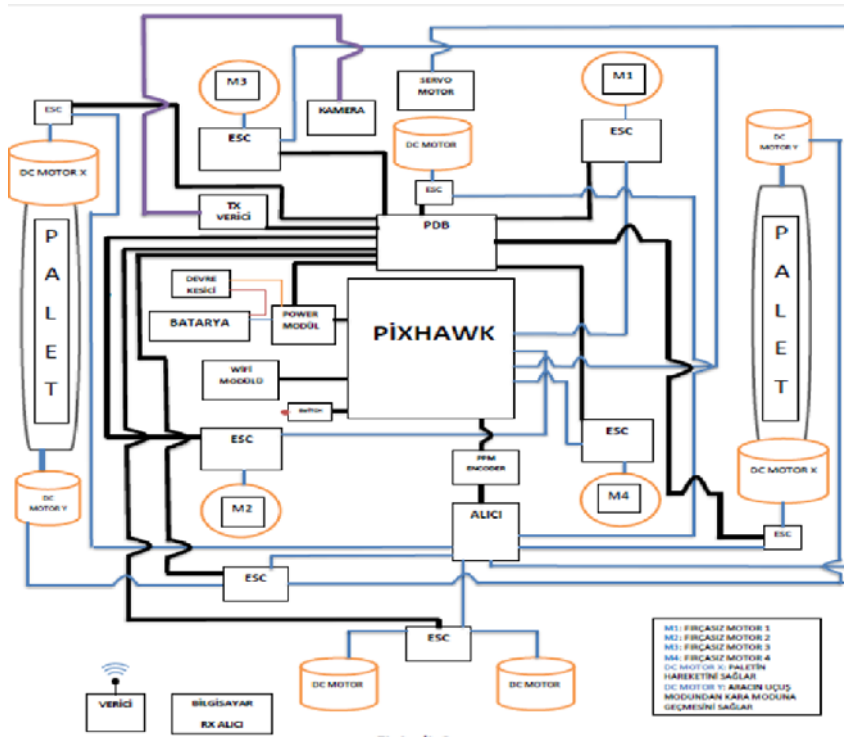 M3
M1
SERVO
MOTOR
KAMERA
ESC
ESC
ESC
DC MOTOR
DC
MOTOR Y
DC MOTOR X
ESC
TX
VERİCİ
PDB
P
A
L
E
T
P
A
L
E
T
DEVRE
KESİCİ
BATARYA
POWER
MODÜL
PİXHAWK
WİFİ
MODÜLÜ
SWITCH
ESC
ESC
PPM
ENCODER
DC MOTOR X
DC
MOTOR Y
M2
M4
ALICI
ESC
ESC
ESC
DC MOTOR
DC MOTOR
VERİCİ
BİLGİSAYAR
RX ALICI
M1: FIRÇASIZ MOTOR 1
M2: FIRÇASIZ MOTOR 2
M3: FIRÇASIZ MOTOR 3
M4: FIRÇASIZ MOTOR 4
DC MOTOR X: PALETİN
HAREKETİNİ SAĞLAR
DC MOTOR Y: ARACIN UÇUŞ
MODUNDAN KARA MODUNA
GEÇMESİNİ SAĞLAR